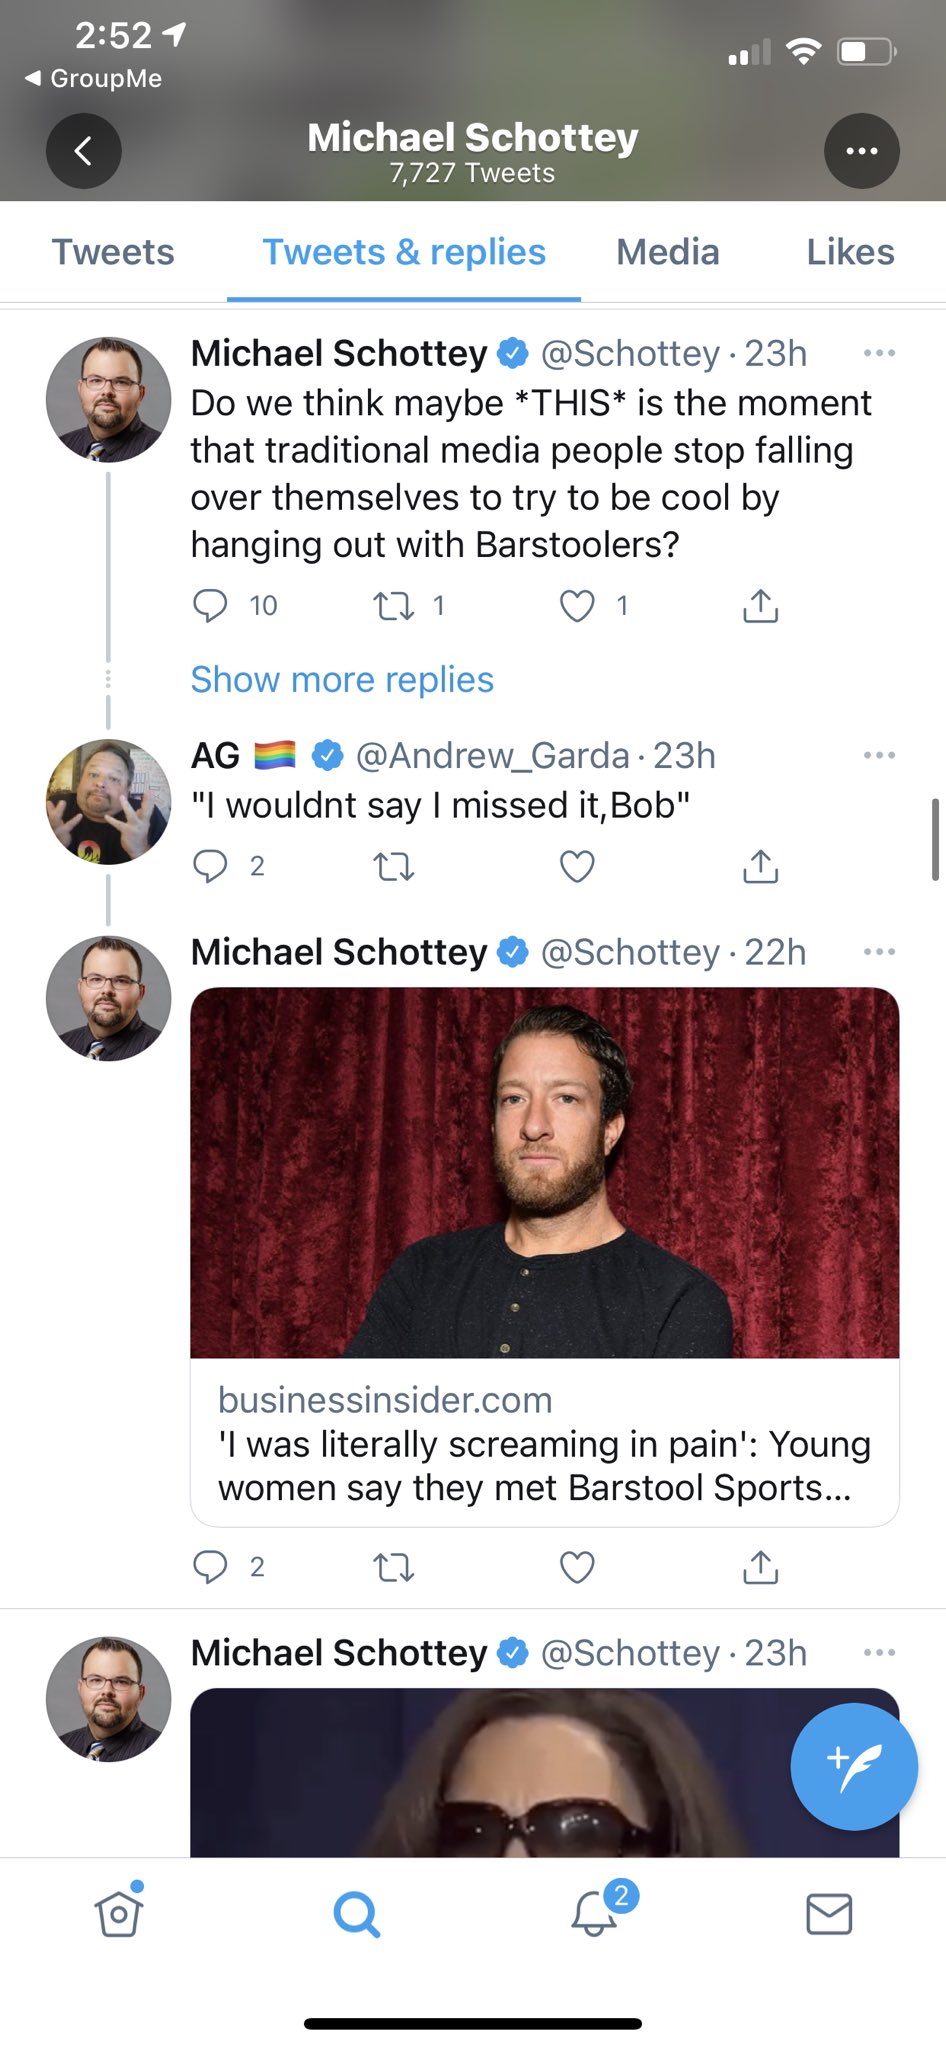 2:52
◀ GroupMe
Michael Schottey
7,727 Tweets
Tweets
Tweets & replies
Media
Likes
Michael Schottey @Schottey · 23h
Do we think maybe *THIS* is the moment
that traditional media people stop falling
over themselves to try to be cool by
hanging out with Barstoolers?
10
1
1
Show more replies
AG 🏳️‍🌈 @Andrew_Garda · 23h
"I wouldnt say I missed it,Bob"
2
Michael Schottey @Schottey · 22h
businessinsider.com
'I was literally screaming in pain': Young
women say they met Barstool Sports...
2
Michael Schottey @Schottey · 23h
2